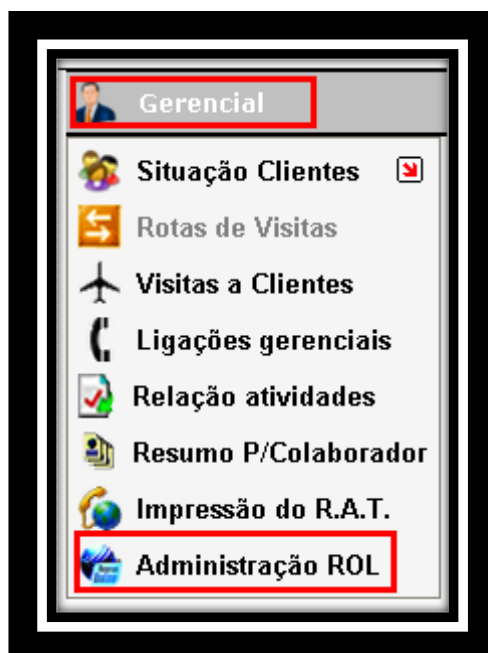 Gerencial
Situação Clientes
Rotas de Visitas
Visitas a Clientes
Ligações gerenciais
Relação atividades
Resumo P/Colaborador
Impressão do R.A.T.
Administração ROL